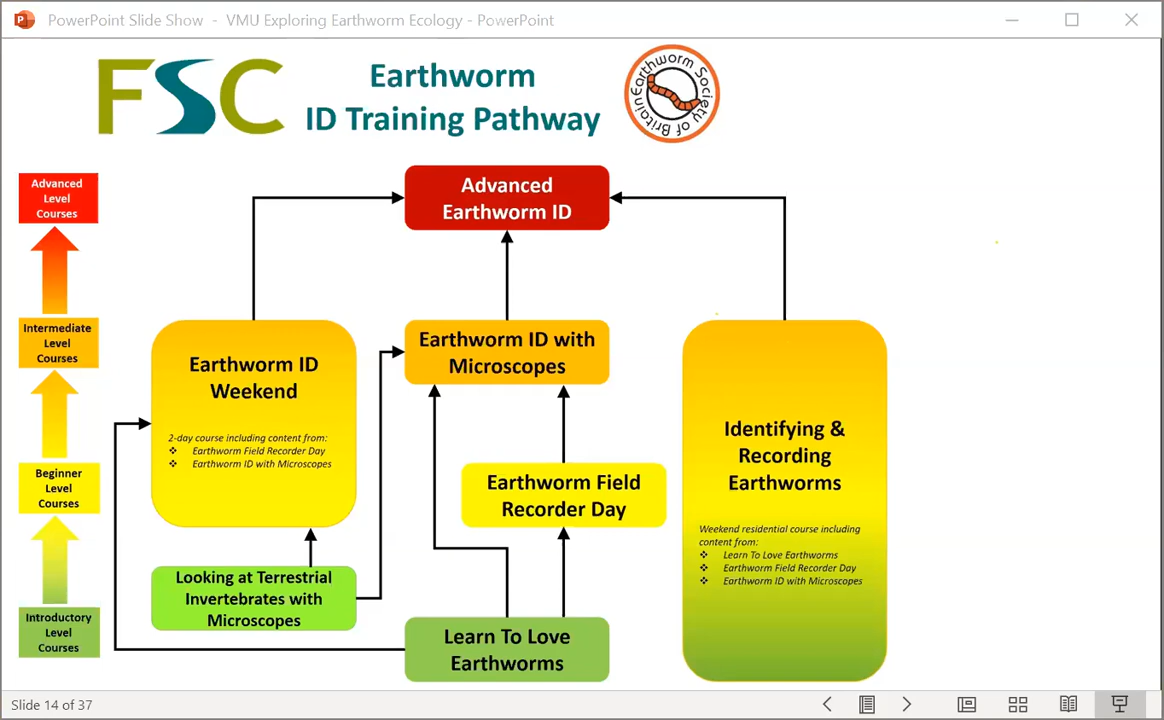 PowerPoint Slide Show - VMU Exploring Earthworm Ecology - PowerPoint
FSC
Earthworm
ID Training Pathway
Earthworm Society of Britain
Advanced
Level
Courses
Advanced
Earthworm ID
Intermediate
Level
Courses
Earthworm ID
Weekend
2-day course including content from:
❖ Earthworm Field Recorder Day
❖ Earthworm ID with Microscopes
Earthworm ID with
Microscopes
Identifying &
Recording
Earthworms
Weekend residential course including
content from:
❖ Learn To Love Earthworms
❖ Earthworm Field Recorder Day
❖ Earthworm ID with Microscopes
Beginner
Level
Courses
Earthworm Field
Recorder Day
Looking at Terrestrial
Invertebrates with
Microscopes
Introductory
Level
Courses
Learn To Love
Earthworms
Slide 14 of 37